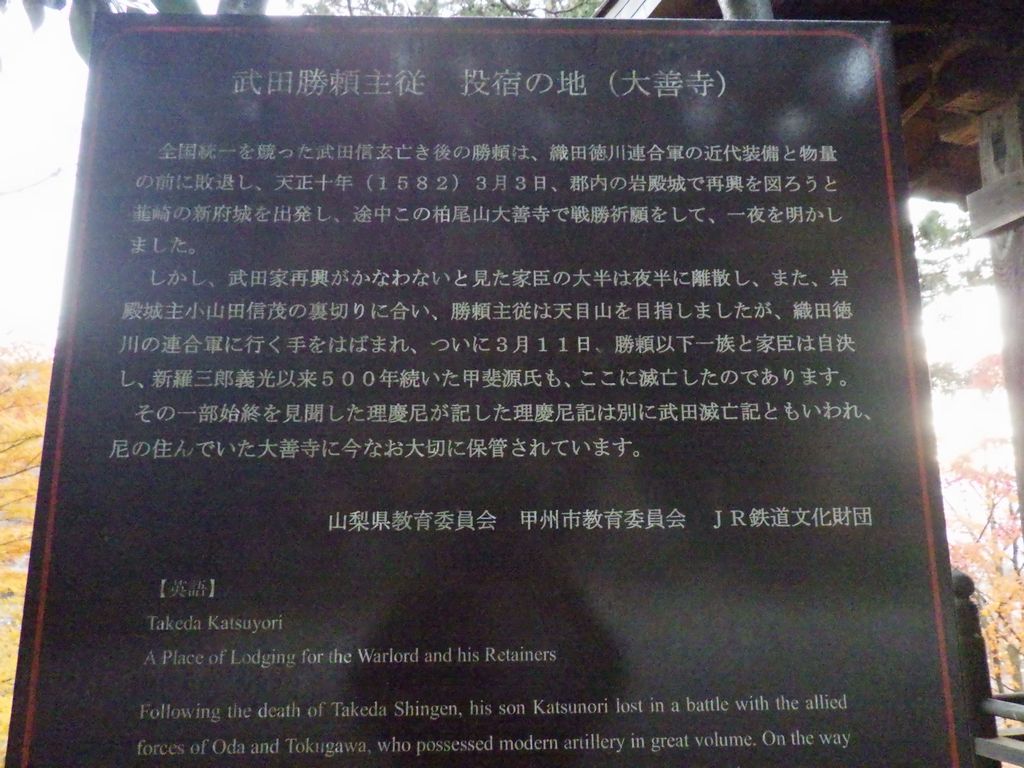 武田勝頼主従　投宿の地（大善寺）
全国統一を競った武田信玄亡き後の勝頼は、織田徳川連合軍の近代装備と物量
の前に敗退し、天正十年（１５８２）３月３日、郡内の岩殿城で再興を図ろうと
韮崎の新府城を出発し、途中この柏尾山大善寺で戦勝祈願をして、一夜を明かし
ました。
しかし、武田家再興がかなわないと見た家臣の大半は夜半に離散し、また、岩
殿城主小山田信茂の裏切りに合い、勝頼主従は天目山を目指しましたが、織田徳
川の連合軍に行く手をはばまれ、ついに３月１１日、勝頼以下一族と家臣は自決
し、新羅三郎義光以来５００年続いた甲斐源氏も、ここに滅亡したのであります。
その一部始終を見聞した理慶尼が記した理慶尼記は別に武田滅亡記ともいわれ、
尼の住んでいた大善寺に今なお大切に保管されています。
山梨県教育委員会　甲州市教育委員会　ＪＲ鉄道文化財団
【英語】
Takeda Katsuyori
A Place of Lodging for the Warlord and his Retainers
Following the death of Takeda Shingen, his son Katsunori lost in a battle with the allied
forces of Oda and Tokugawa, who possessed modern artillery in great volume. On the way